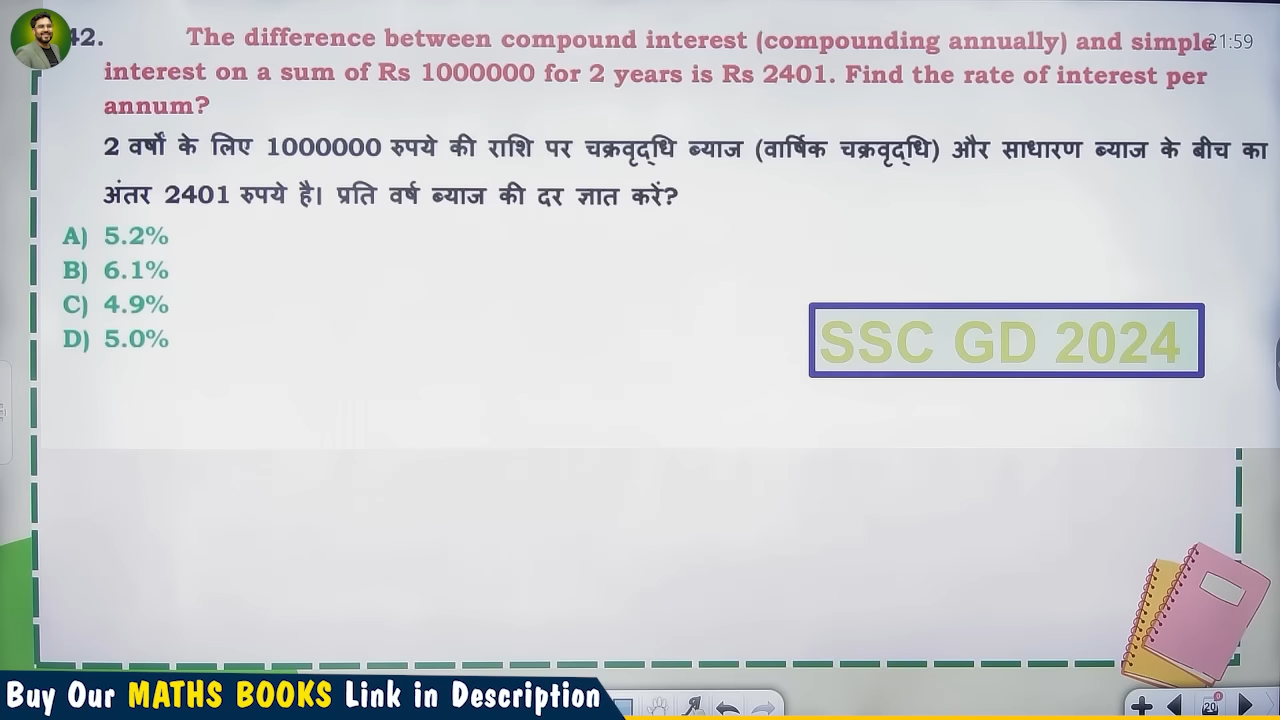 42. The difference between compound interest (compounding annually) and simple
21:59
interest on a sum of Rs 1000000 for 2 years is Rs 2401. Find the rate of interest per
annum?
2 वर्षों के लिए 1000000 रुपये की राशि पर चक्रवृद्धि ब्याज (वार्षिक चक्रवृद्धि) और साधारण ब्याज के बीच का
अंतर 2401 रुपये है। प्रति वर्ष ब्याज की दर ज्ञात करें?
A) 5.2%
B) 6.1%
C) 4.9%
D) 5.0%
SSC GD 2024
Buy Our MATHS BOOKS Link in Description
20